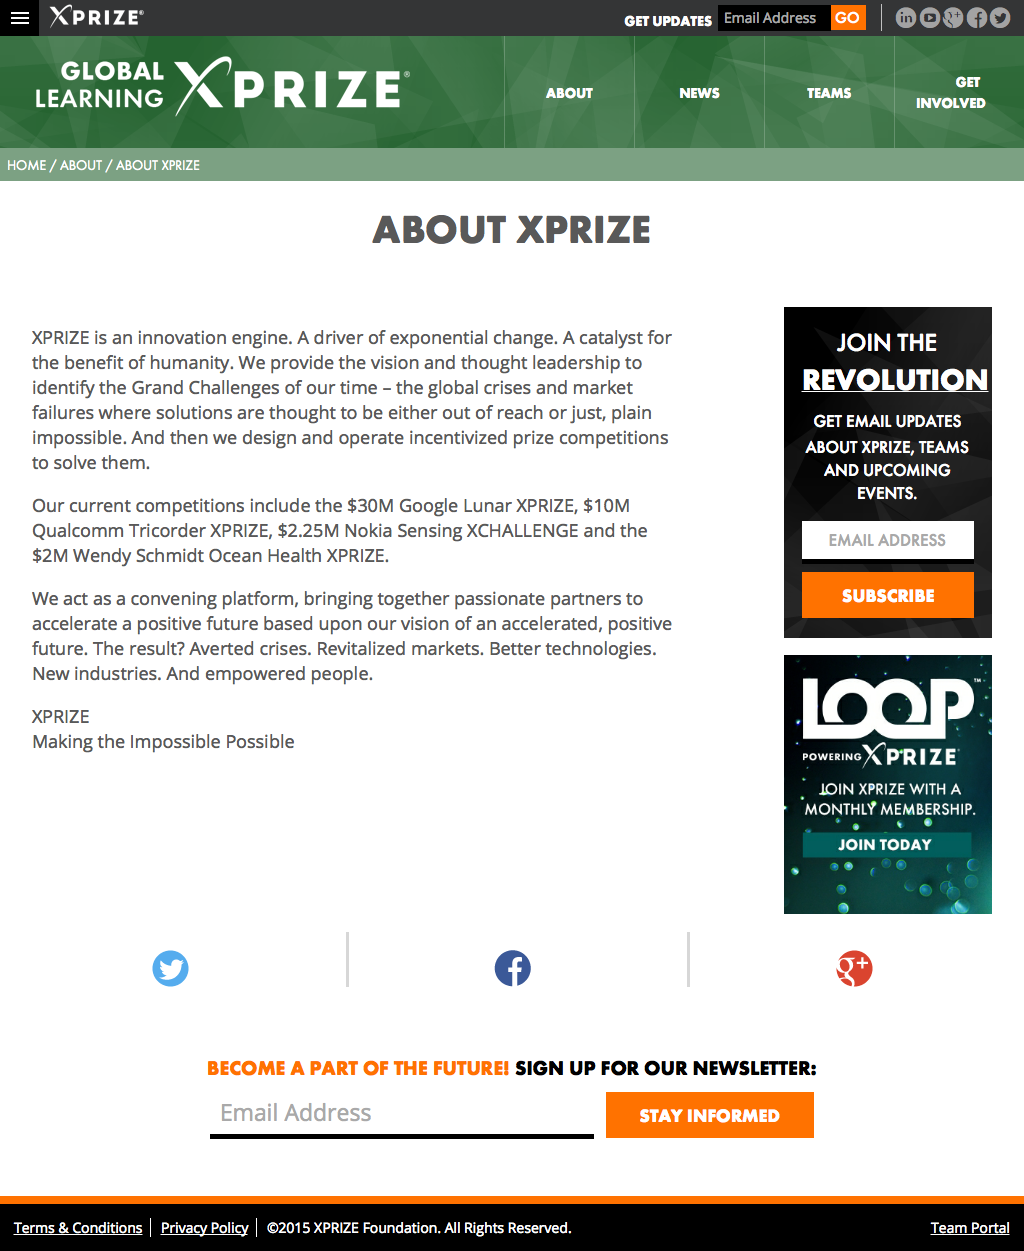 XPRIZE®
GET UPDATES
Email Address
GO
GLOBAL
LEARNING
XPRIZE®
ABOUT
NEWS
TEAMS
GET
INVOLVED
HOME / ABOUT / ABOUT XPRIZE
ABOUT XPRIZE
XPRIZE is an innovation engine. A driver of exponential change. A catalyst for
the benefit of humanity. We provide the vision and thought leadership to
identify the Grand Challenges of our time – the global crises and market
failures where solutions are thought to be either out of reach or just, plain
impossible. And then we design and operate incentivized prize competitions
to solve them.
Our current competitions include the $30M Google Lunar XPRIZE, $10M
Qualcomm Tricorder XPRIZE, $2.25M Nokia Sensing XCHALLENGE and the
$2M Wendy Schmidt Ocean Health XPRIZE.
We act as a convening platform, bringing together passionate partners to
accelerate a positive future based upon our vision of an accelerated, positive
future. The result? Averted crises. Revitalized markets. Better technologies.
New industries. And empowered people.
XPRIZE
Making the Impossible Possible
JOIN THE
REVOLUTION
GET EMAIL UPDATES
ABOUT XPRIZE, TEAMS
AND UPCOMING
EVENTS.
EMAIL ADDRESS
SUBSCRIBE
LOOP™
POWERING XPRIZE
JOIN XPRIZE WITH A
MONTHLY MEMBERSHIP.
JOIN TODAY
BECOME A PART OF THE FUTURE! SIGN UP FOR OUR NEWSLETTER:
Email Address
STAY INFORMED
Terms & Conditions
Privacy Policy
©2015 XPRIZE Foundation. All Rights Reserved.
Team Portal